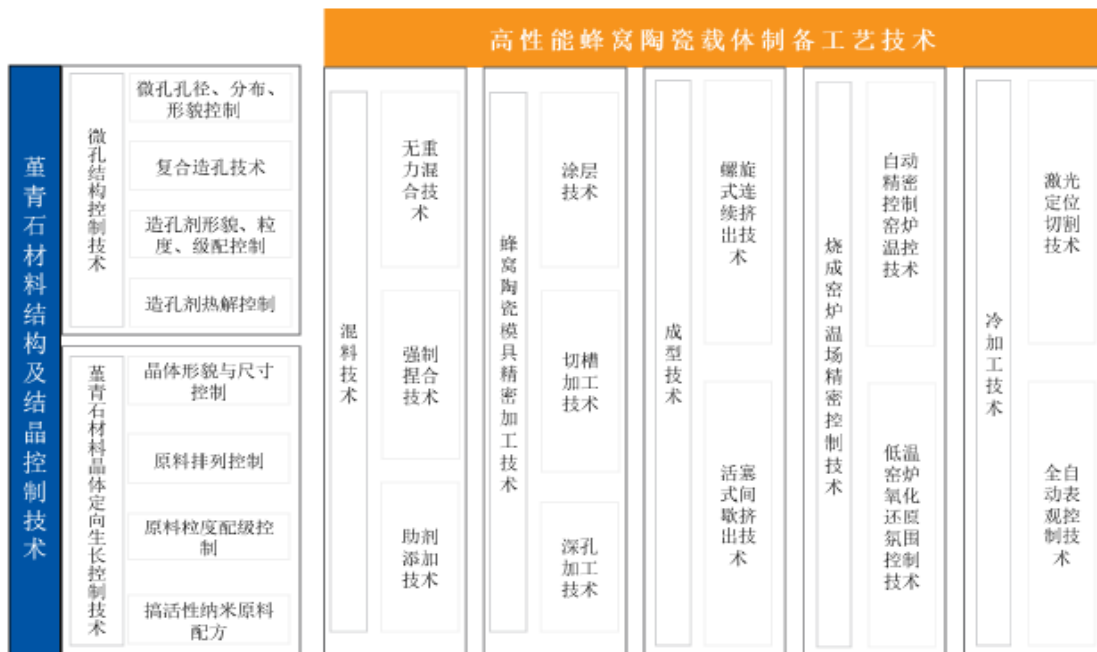 高性能蜂窝陶瓷载体制备工艺技术
堇青石材料结构及结晶控制技术
微孔结构控制技术
微孔孔径、分布、
形貌控制
复合造孔技术
造孔剂形貌、粒
度、级配控制
造孔剂热解控制
堇青石材料晶体定向生长控制技术
晶体形貌与尺寸
控制
原料排列控制
原料粒度配级控
制
搞活性纳米原料
配方
混料技术
无重
力混
合技
术
强制
捏合
技术
助剂
添加
技术
蜂窝陶瓷模具精密加工技术
涂层
技术
切槽
加工
技术
深孔
加工
技术
成型技术
螺旋
式连
续挤
出技
术
活塞
式间
歇挤
出技
术
烧成窑炉温场精密控制技术
自动
精密
控制
窑炉
温控
技术
低温
窑炉
氧化
还原
氛围
控制
技术
冷加工技术
激光
定位
切割
技术
全自
动表
观控
制技
术